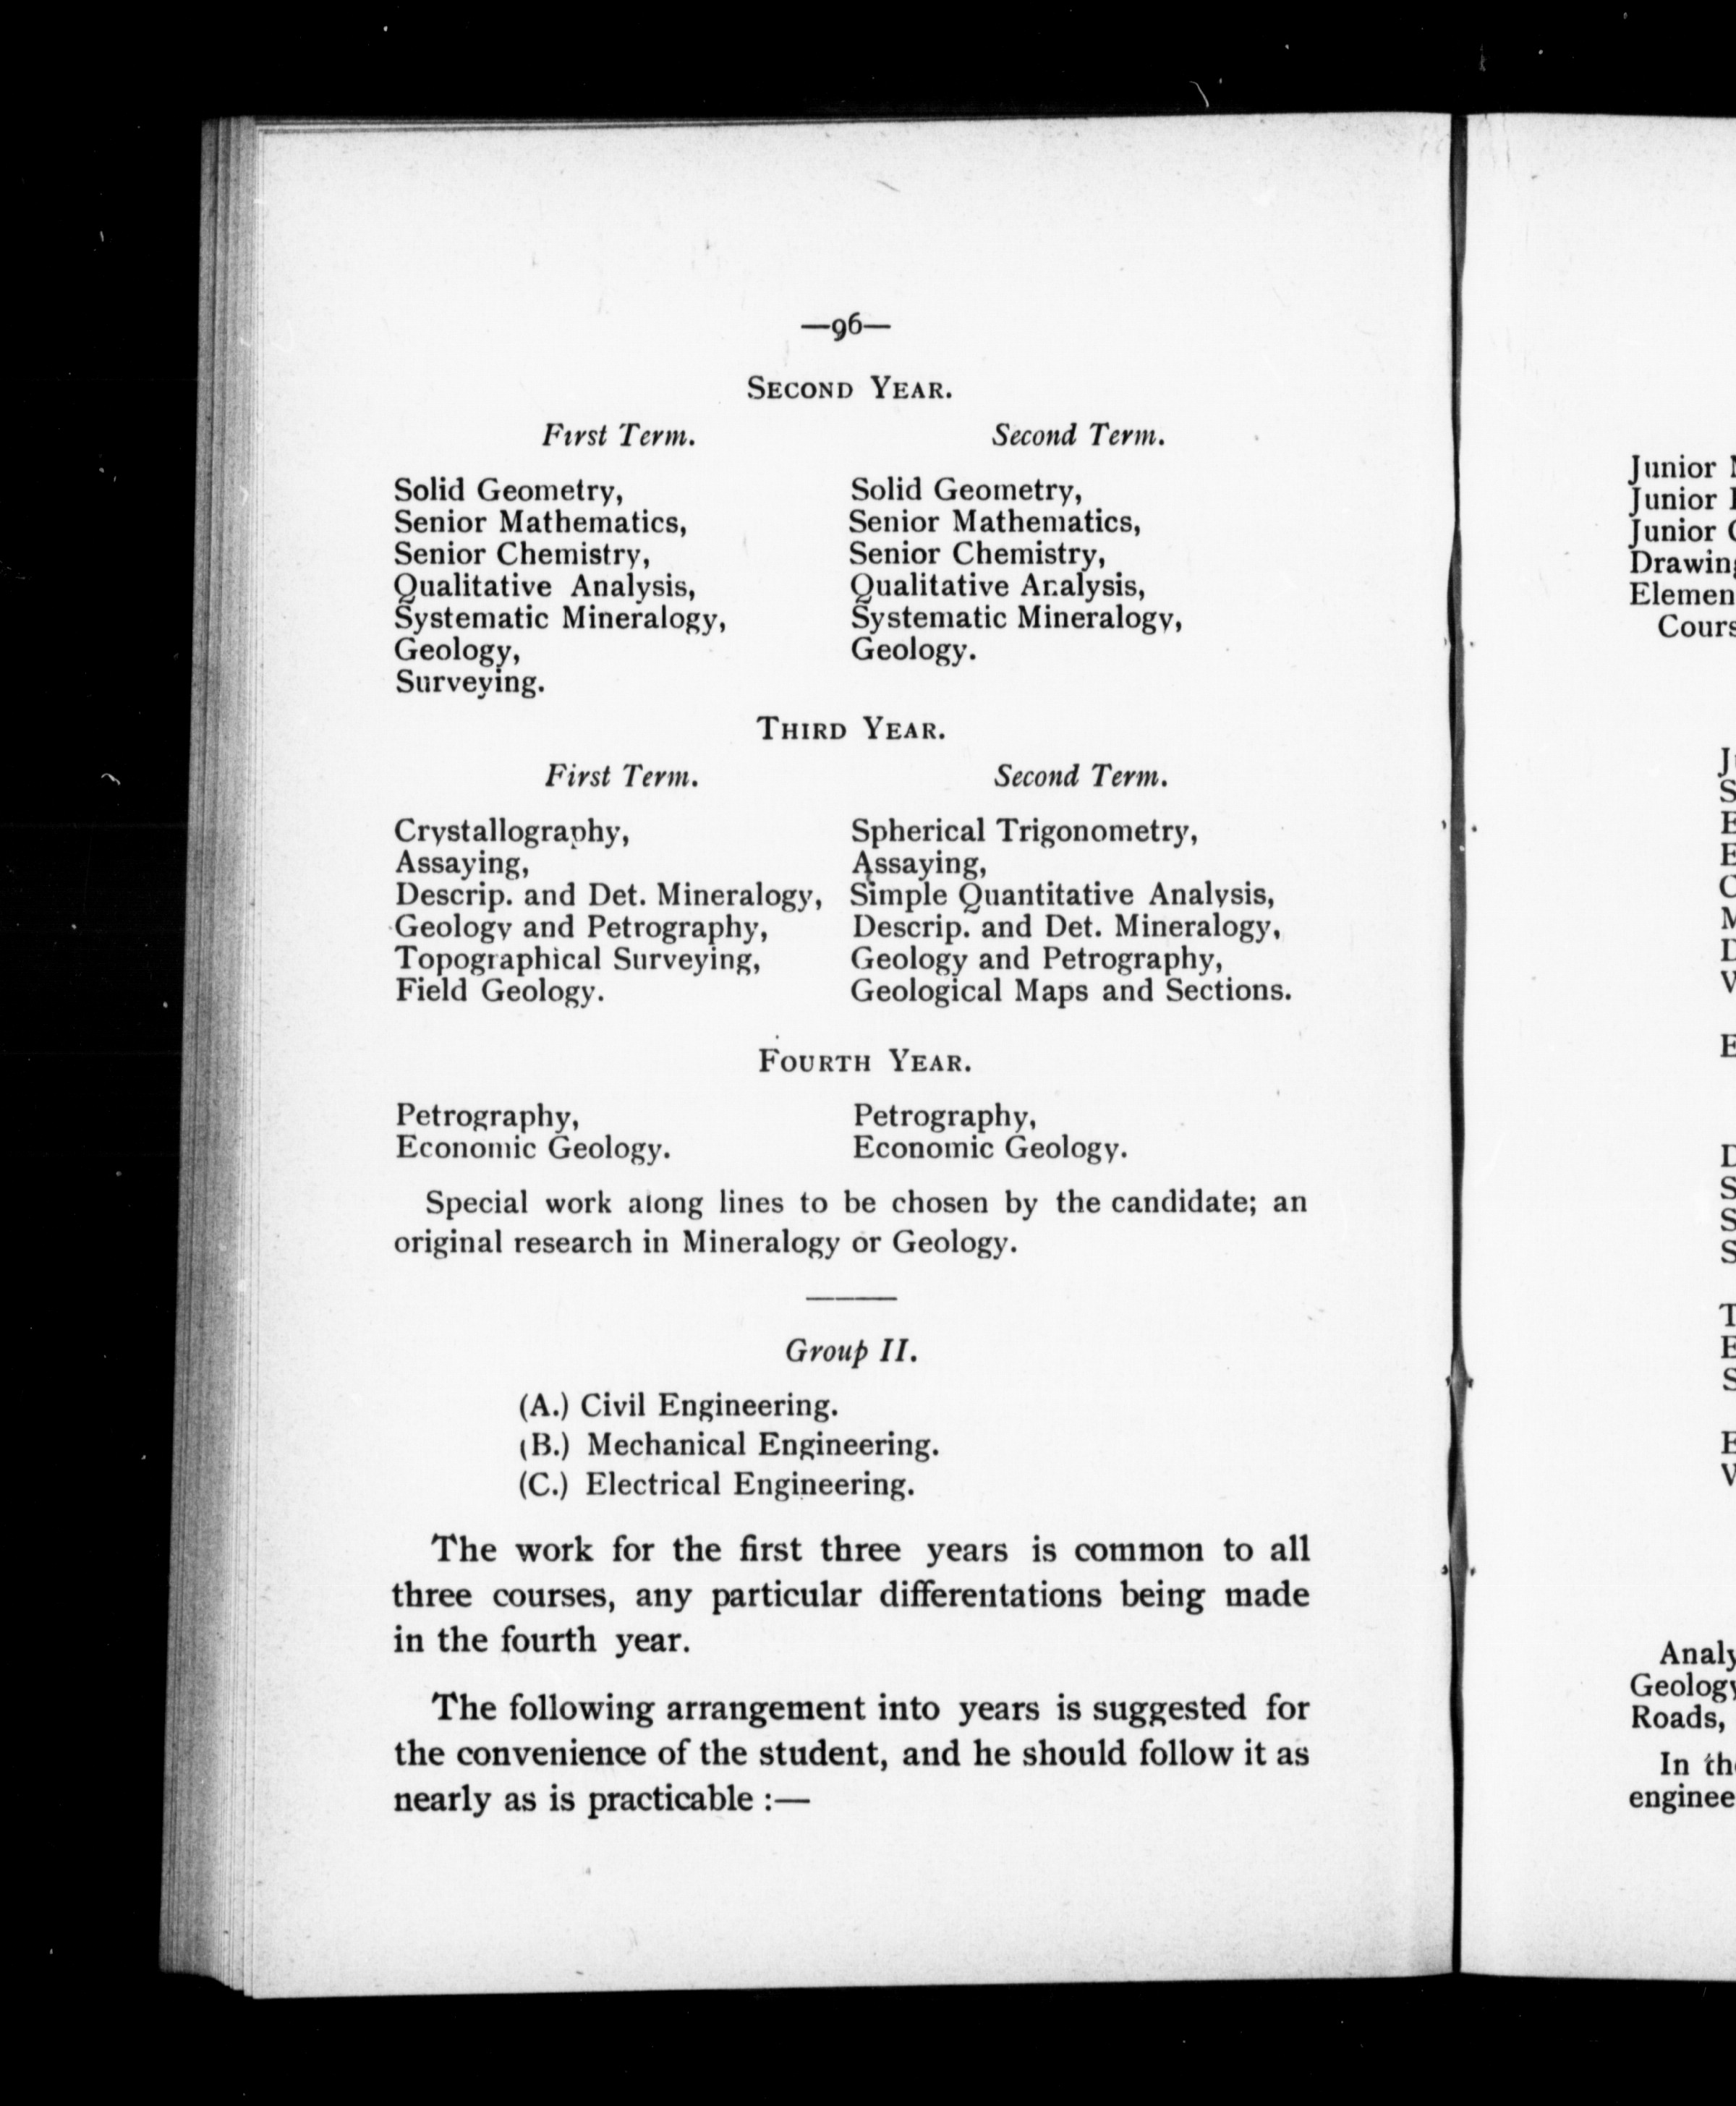 —96—
SECOND YEAR.
First Term.
Solid Geometry,
Senior Mathematics,
Senior Chemistry,
Qualitative Analysis,
Systematic Mineralogy,
Geology,
Surveying.
Second Term.
Solid Geometry,
Senior Mathematics,
Senior Chemistry,
Qualitative Analysis,
Systematic Mineralogy,
Geology.
THIRD YEAR.
First Term.
Crystallography,
Assaying,
Descrip. and Det. Mineralogy,
Geology and Petrography,
Topographical Surveying,
Field Geology.
Second Term.
Spherical Trigonometry,
Assaying,
Simple Quantitative Analysis,
Descrip. and Det. Mineralogy,
Geology and Petrography,
Geological Maps and Sections.
FOURTH YEAR.
Petrography,
Economic Geology.
Petrography,
Economic Geology.
Special work along lines to be chosen by the candidate; an
original research in Mineralogy or Geology.
Group II.
(A.) Civil Engineering.
(B.) Mechanical Engineering.
(C.) Electrical Engineering.
The work for the first three years is common to all
three courses, any particular differentations being made
in the fourth year.
The following arrangement into years is suggested for
the convenience of the student, and he should follow it as
nearly as is practicable :—
Junior
Junior
Junior
Roads,
In